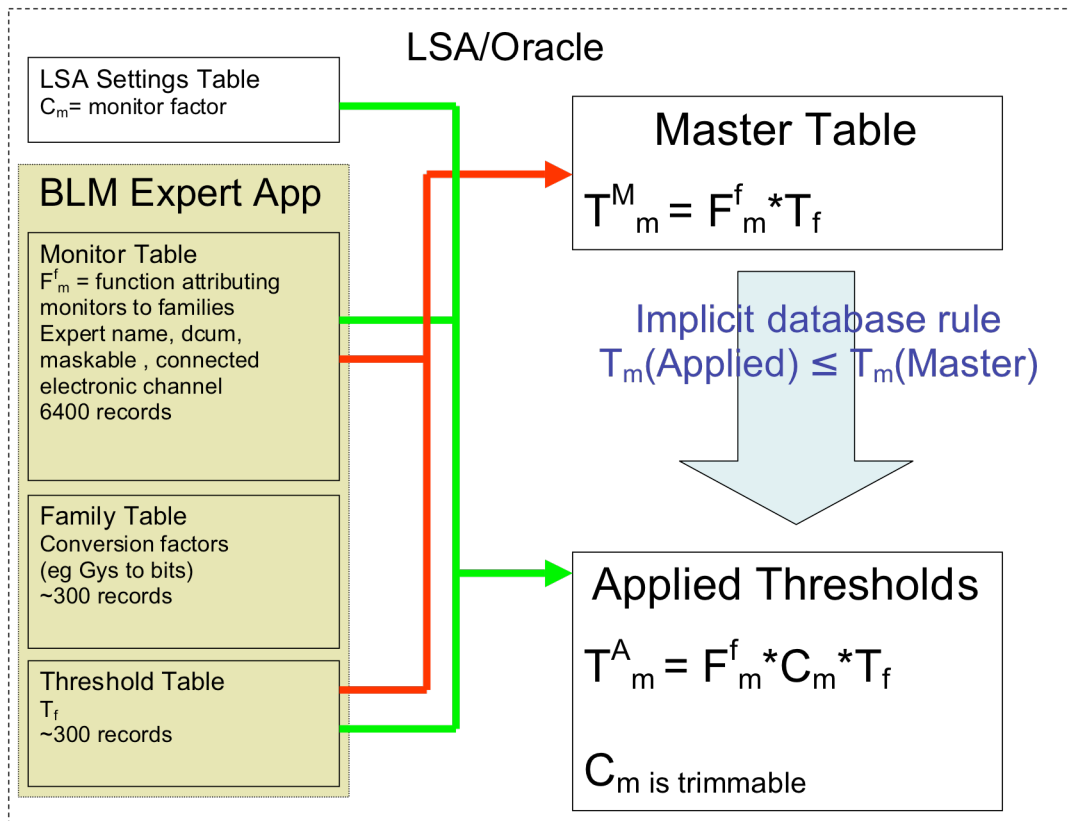 LSA/Oracle
LSA Settings Table
Cm= monitor factor
BLM Expert App
Monitor Table
Ffm = function attributing
monitors to families
Expert name, dcum,
maskable , connected
electronic channel
6400 records
Family Table
Conversion factors
(eg Gys to bits)
~300 records
Threshold Table
Tf
~300 records
Master Table
TMm = Ffm*Tf
Implicit database rule
Tm(Applied) ≤ Tm(Master)
Applied Thresholds
TAm = Ffm*Cm*Tf
Cm is trimmable